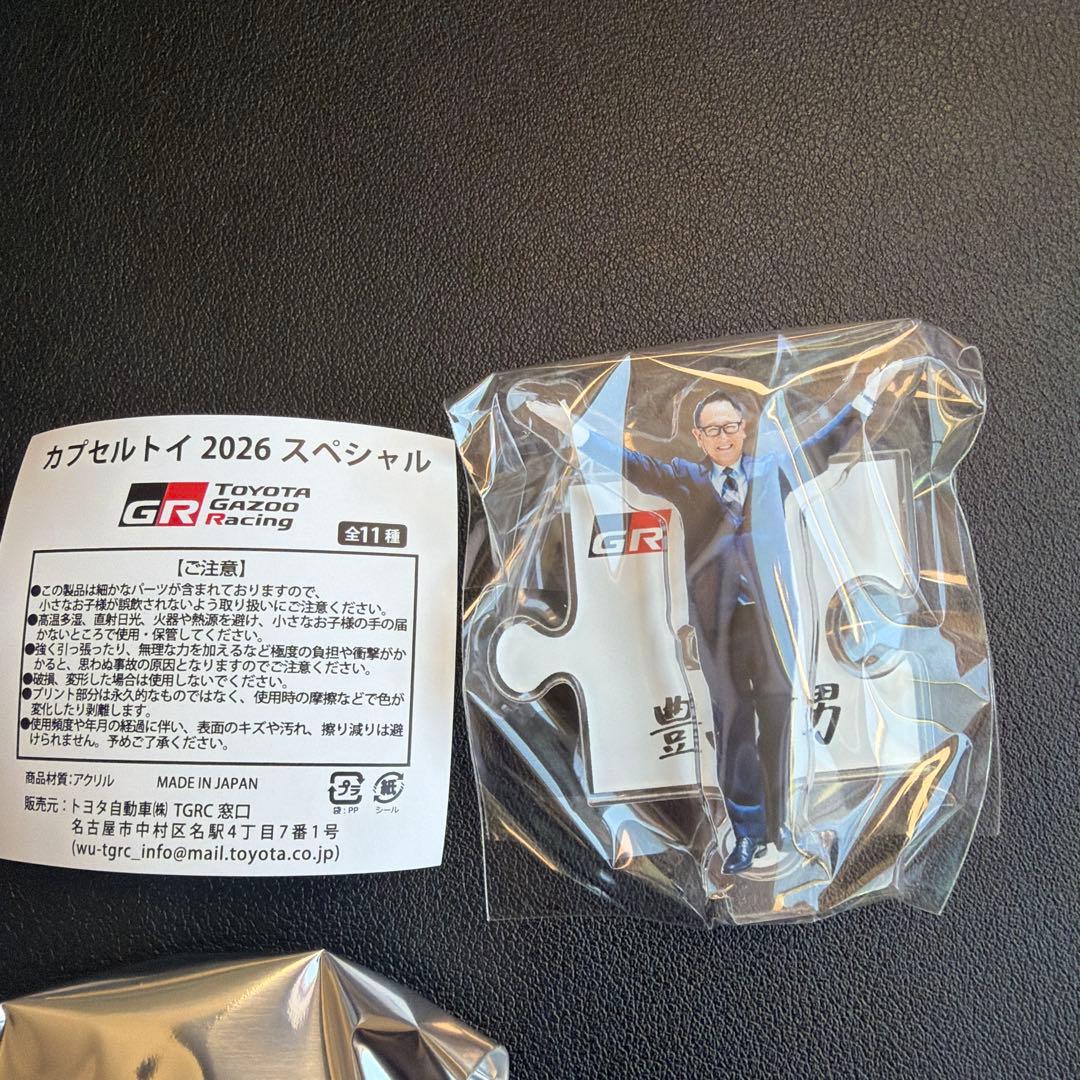 カプセルトイ 2026 スペシャル
GR TOYOTA
GAZOO
Racing
全11種
【ご注意】
●この製品は細かなパーツが含まれておりますので、
小さなお子様が誤飲されないよう取り扱いにご注意ください。
●高温多湿、直射日光、火器や熱源を避け、小さなお子様の手の届
かないところで使用・保管してください。
●強く引っ張ったり、無理な力を加えるなど極度の負担や衝撃がか
かると、思わぬ事故の原因となりますのでご注意ください。
●破損、変形した場合は使用しないでください。
●プリント部分は永久的なものではなく、使用時の摩擦などで色が
変化したり剥離します。
●使用頻度や年月の経過に伴い、表面のキズや汚れ、擦り減りは避
けられません。予めご了承ください。
商品材質：アクリル MADE IN JAPAN
プラ 紙
袋：PP シール
販売元：トヨタ自動車㈱ TGRC 窓口
名古屋市中村区名駅4丁目7番1号
(wu-tgrc_info@mail.toyota.co.jp)
GR
豊 男